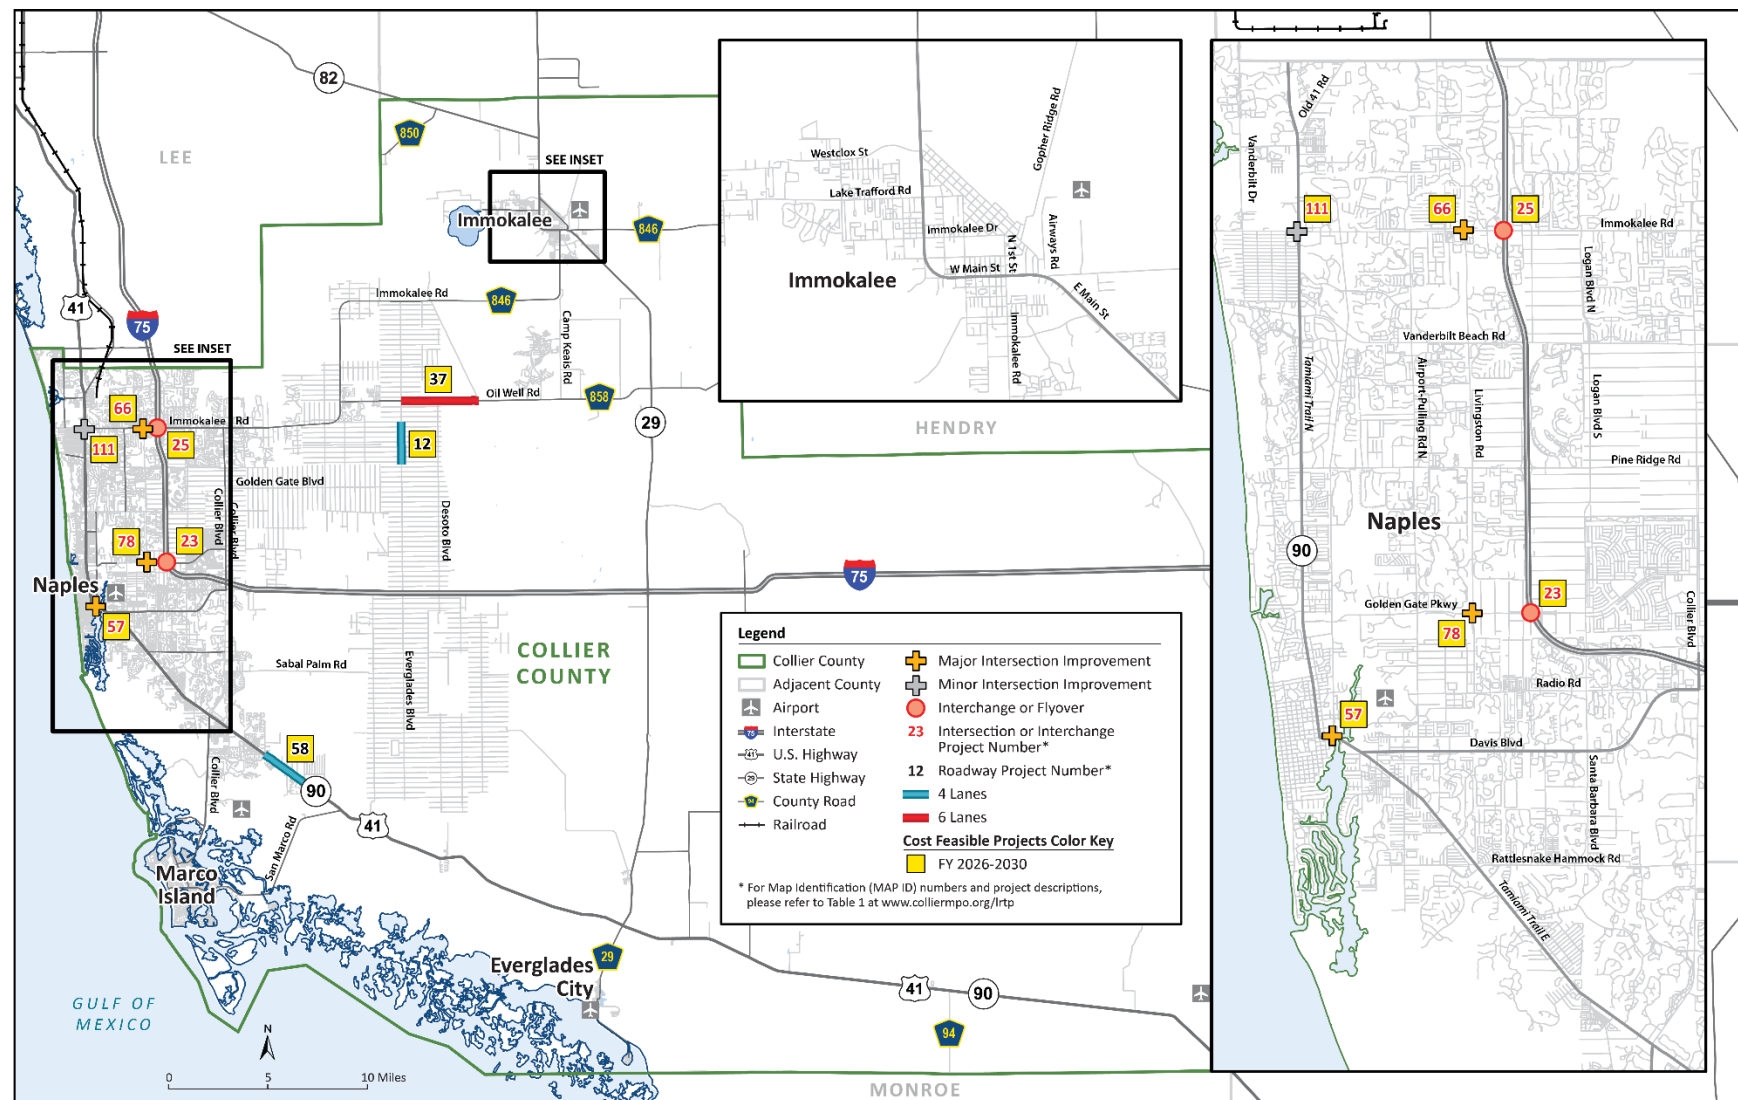 82
LEE
850
SEE INSET
Immokalee
846
41
75
SEE INSET
Immokalee Rd
846
Camp Keais Rd
37
Oil Well Rd
858
66
Immokalee Rd
111
25
12
29
HENDRY
Golden Gate Blvd
Collier Blvd
Collier Blvd
Desoto Blvd
78
23
Naples
57
75
Sabal Palm Rd
Everglades Blvd
COLLIER
COUNTY
58
90
41
Collier Blvd
San Marco Rd
Marco
Island
Everglades
City
29
41
90
94
GULF OF
MEXICO
N
0
5
10 Miles
MONROE
Westclox St
Lake Trafford Rd
Gopher Ridge Rd
Immokalee Dr
N 1st St
Airways Rd
W Main St
E Main St
Immokalee
Immokalee Rd
Legend
Collier County
Adjacent County
Airport
75
Interstate
41
U.S. Highway
29
State Highway
94
County Road
Railroad
Major Intersection Improvement
Minor Intersection Improvement
Interchange or Flyover
23
Intersection or Interchange
Project Number*
12
Roadway Project Number*
4 Lanes
6 Lanes
Cost Feasible Projects Color Key
FY 2026-2030
* For Map Identification (MAP ID) numbers and project descriptions,
please refer to Table 1 at www.colliermpo.org/lrtp
Old 41 Rd
Vanderbilt Dr
111
66
25
Immokalee Rd
Logan Blvd N
Vanderbilt Beach Rd
Tamiami Trail N
Airport-Pulling Rd N
Livingston Rd
Logan Blvd S
Pine Ridge Rd
Naples
90
Golden Gate Pkwy
78
23
Collier Blvd
Radio Rd
57
Davis Blvd
Santa Barbara Blvd
Rattlesnake Hammock Rd
Tamiami Trail E